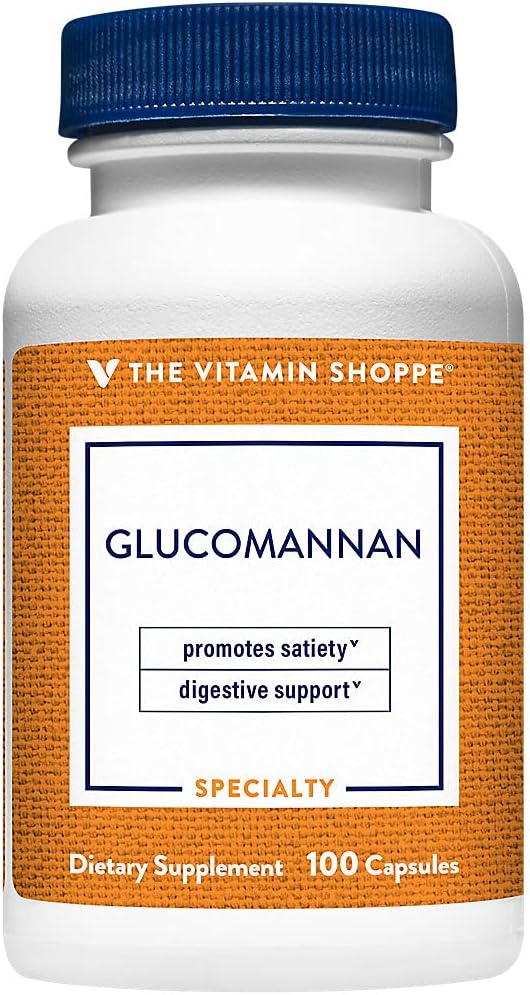 THE VITAMIN SHOPPE®
GLUCOMANNAN
promotes satiety˅
digestive support˅
SPECIALTY
Dietary Supplement 100 Capsules